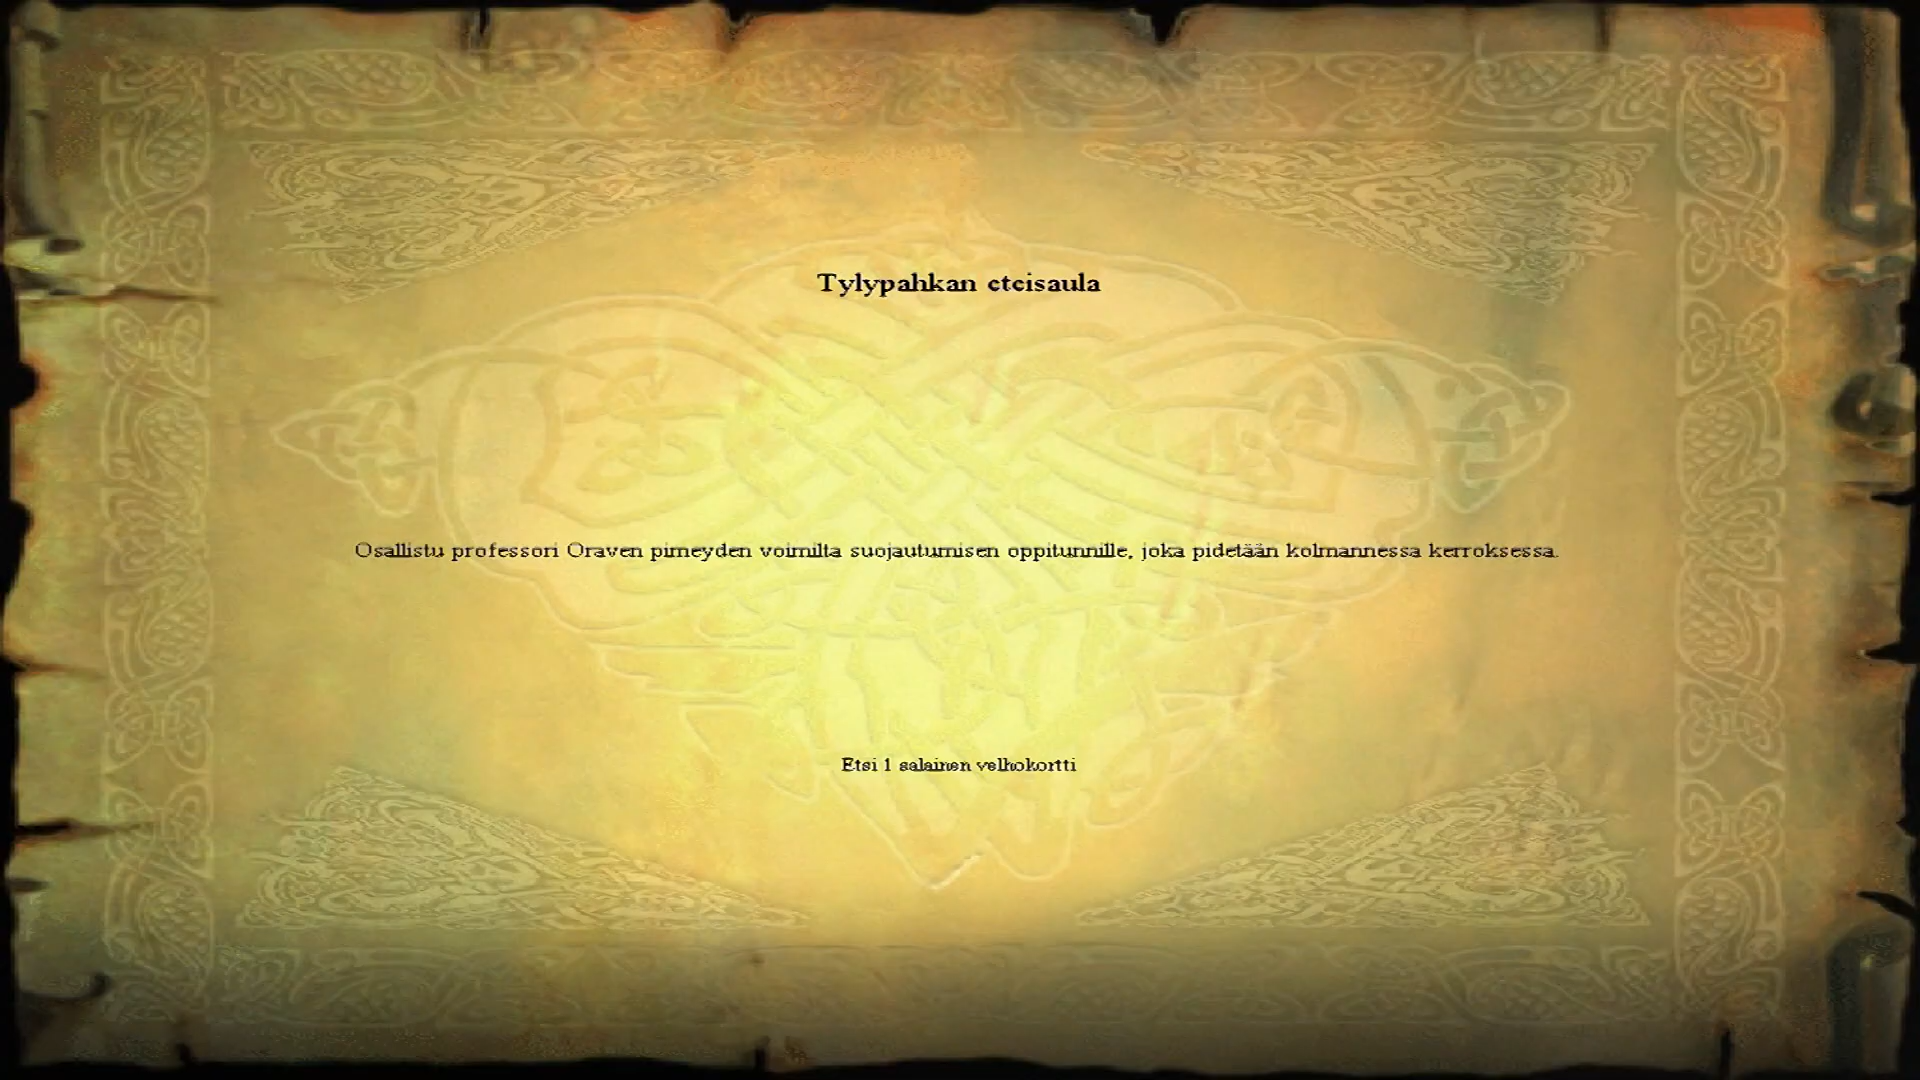 Tylypahkan eteisaula
Osallistu professori Oraven pimeyden voimilta suojautumisen oppitunnille, joka pidetään kolmannessa kerroksessa.
Etsi 1 salainen velhokortti